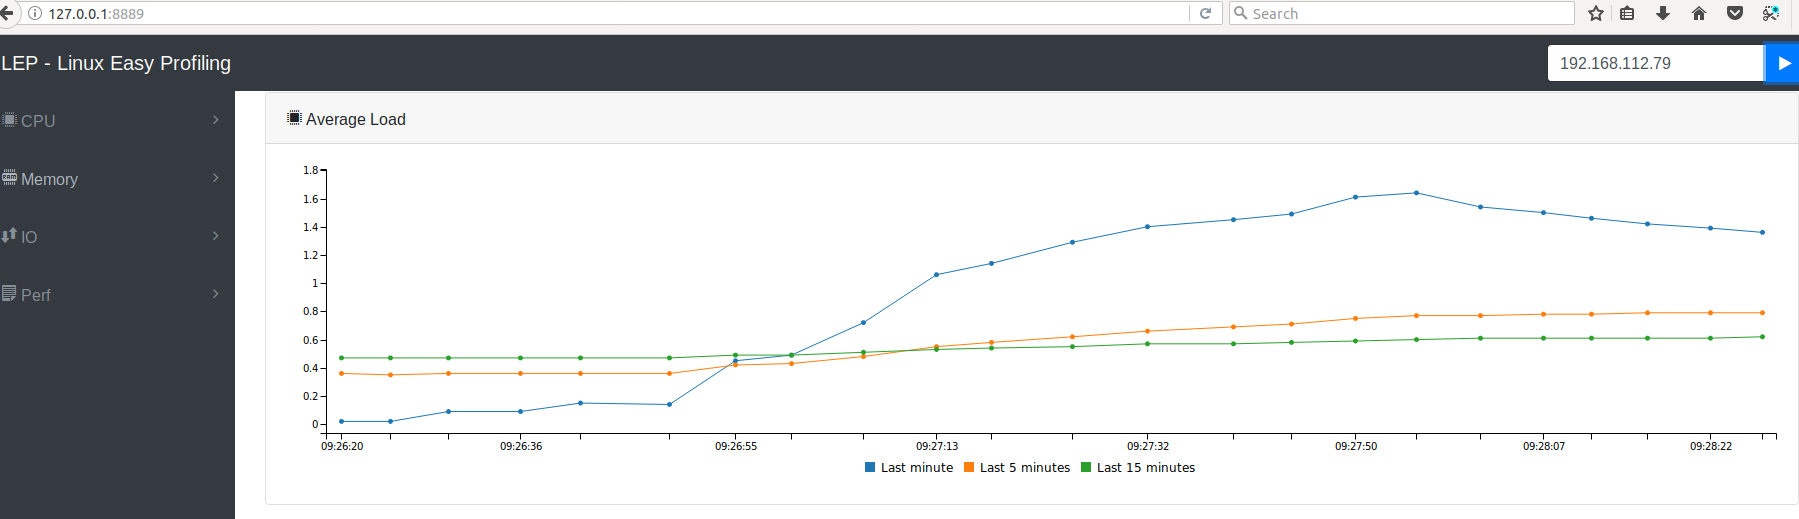 127.0.0.1:8889
Search
LEP - Linux Easy Profiling
192.168.112.79
CPU
Memory
IO
Perf
Average Load
1.8
1.6
1.4
1.2
1
0.8
0.6
0.4
0.2
0
09:26:20 09:26:36 09:26:55 09:27:13 09:27:32 09:27:50 09:28:07 09:28:22
Last minute Last 5 minutes Last 15 minutes